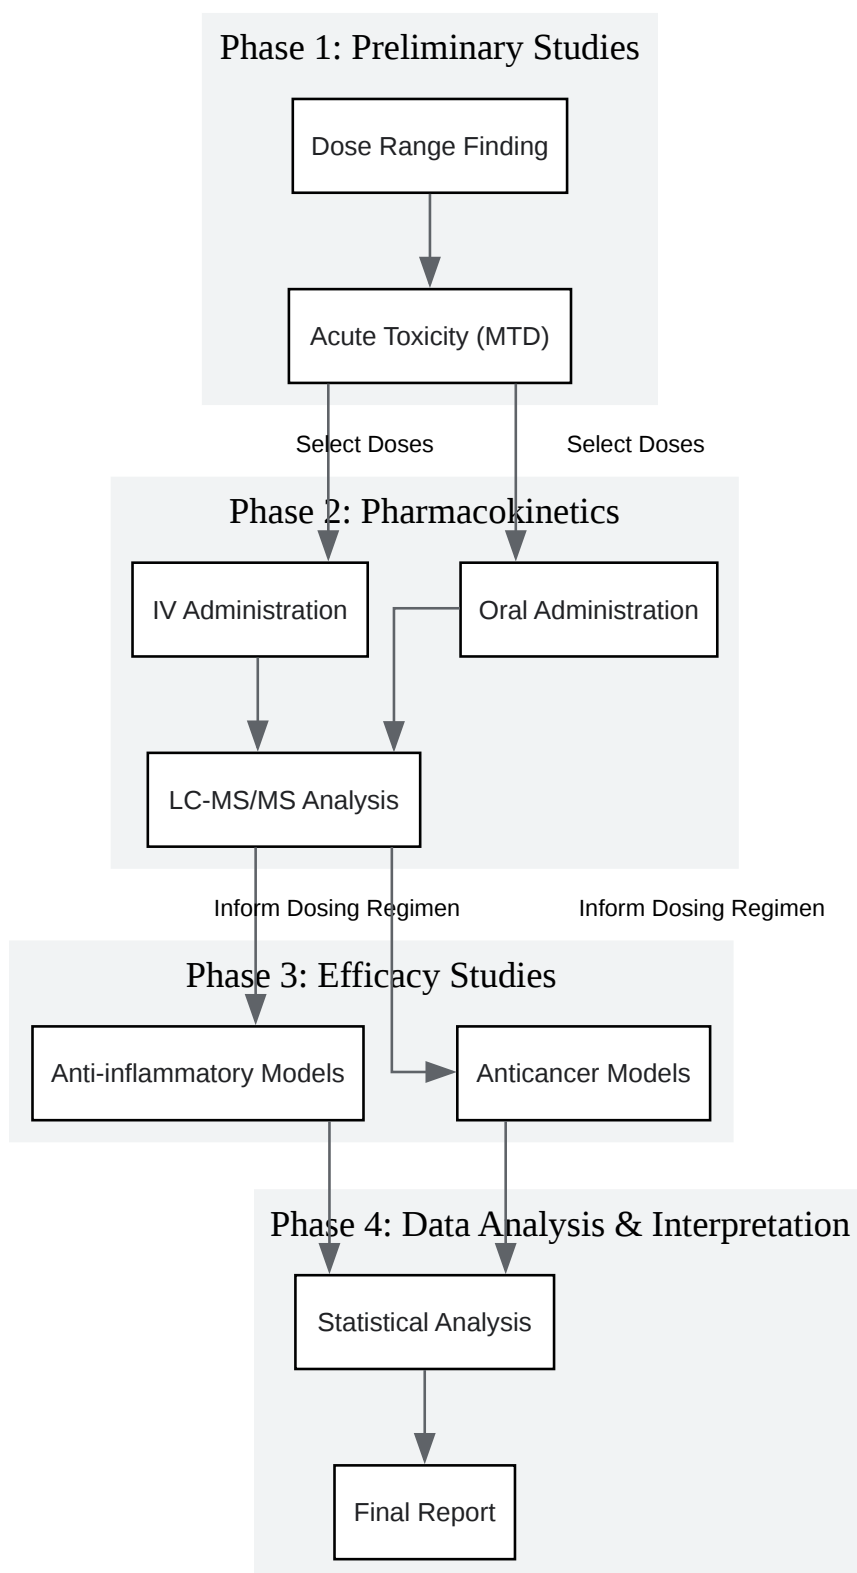 Phase 1: Preliminary Studies
Dose Range Finding
Acute Toxicity (MTD)
Select Doses
Select Doses
Phase 2: Pharmacokinetics
IV Administration
Oral Administration
LC-MS/MS Analysis
Inform Dosing Regimen
Inform Dosing Regimen
Phase 3: Efficacy Studies
Anti-inflammatory Models
Anticancer Models
Phase 4: Data Analysis & Interpretation
Statistical Analysis
Final Report